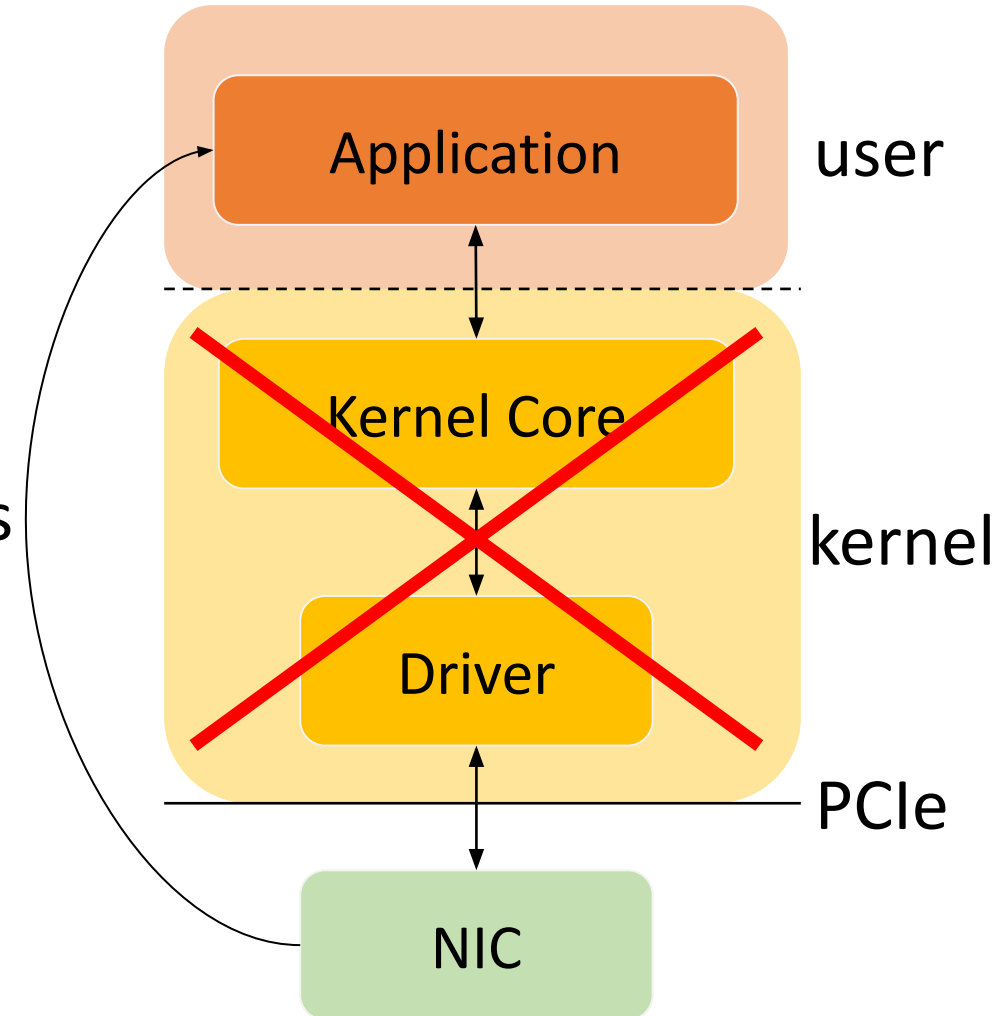 Application
user
Kernel Core
s
kernel
Driver
PCIe
NIC